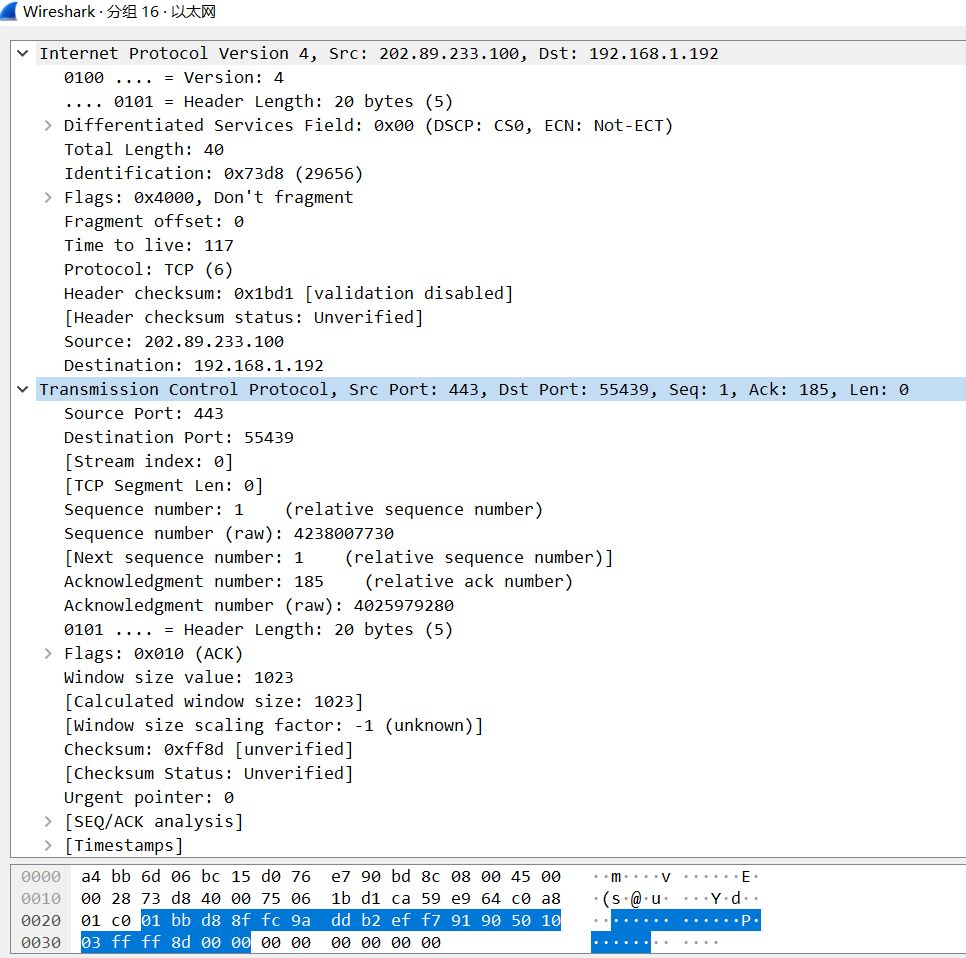 Wireshark · 分组 16 · 以太网
Internet Protocol Version 4, Src: 202.89.233.100, Dst: 192.168.1.192
0100 .... = Version: 4
.... 0101 = Header Length: 20 bytes (5)
Differentiated Services Field: 0x00 (DSCP: CS0, ECN: Not-ECT)
Total Length: 40
Identification: 0x73d8 (29656)
Flags: 0x4000, Don't fragment
Fragment offset: 0
Time to live: 117
Protocol: TCP (6)
Header checksum: 0x1bd1 [validation disabled]
[Header checksum status: Unverified]
Source: 202.89.233.100
Destination: 192.168.1.192
Transmission Control Protocol, Src Port: 443, Dst Port: 55439, Seq: 1, Ack: 185, Len: 0
Source Port: 443
Destination Port: 55439
[Stream index: 0]
[TCP Segment Len: 0]
Sequence number: 1    (relative sequence number)
Sequence number (raw): 4238007730
[Next sequence number: 1    (relative sequence number)]
Acknowledgment number: 185    (relative ack number)
Acknowledgment number (raw): 4025979280
0101 .... = Header Length: 20 bytes (5)
Flags: 0x010 (ACK)
Window size value: 1023
[Calculated window size: 1023]
[Window size scaling factor: -1 (unknown)]
Checksum: 0xff8d [unverified]
[Checksum Status: Unverified]
Urgent pointer: 0
[SEQ/ACK analysis]
[Timestamps]
0000  a4 bb 6d 06 bc 15 d0 76  e7 90 bd 8c 08 00 45 00   ··m····v ······E·
0010  00 28 73 d8 40 00 75 06  1b d1 ca 59 e9 64 c0 a8   ·(s·@·u· ···Y·d··
0020  01 c0 01 bb d8 8f fc 9a  dd b2 ef f7 91 90 50 10   ········ ······P·
0030  03 ff ff 8d 00 00 00 00  00 00 00 00   ········ ····